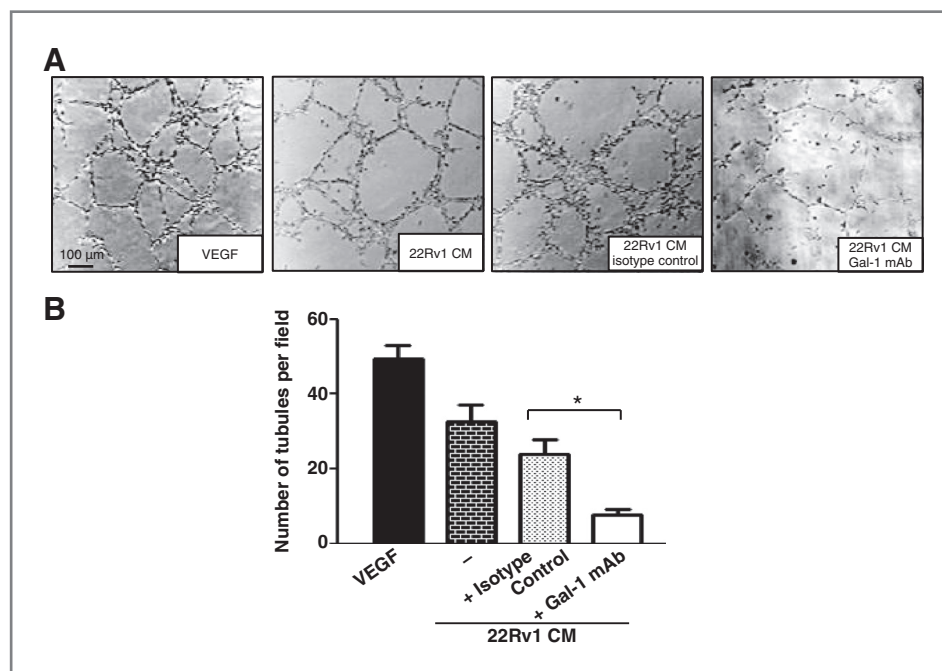 A
100 µm
VEGF
22Rv1 CM
22Rv1 CM
isotype control
22Rv1 CM
Gal-1 mAb
B
Number of tubules per field
60
40
20
0
*
VEGF
–
+ Isotype
Control
+ Gal-1 mAb
22Rv1 CM